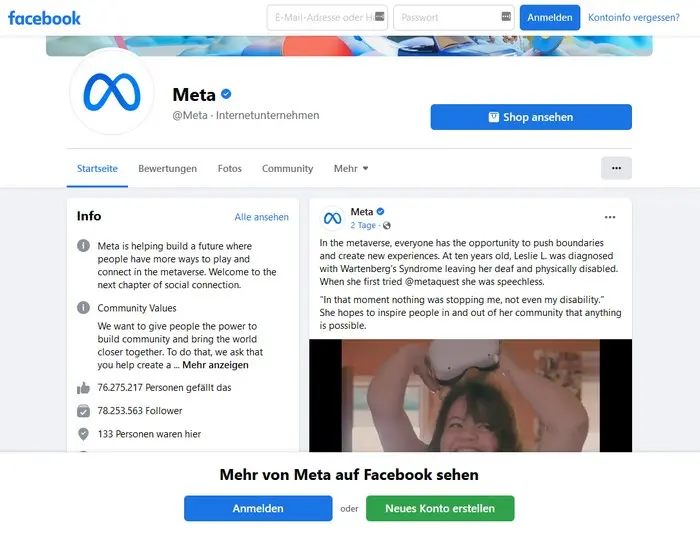 facebook
E-Mail-Adresse oder Ha
Passwort
Anmelden
Kontoinfo vergessen?
Meta
@Meta · Internetunternehmen
Shop ansehen
Startseite
Bewertungen
Fotos
Community
Mehr
Info
Alle ansehen
Meta is helping build a future where
people have more ways to play and
connect in the metaverse. Welcome to the
next chapter of social connection.
Community Values
We want to give people the power to
build community and bring the world
closer together. To do that, we ask that
you help create a ... Mehr anzeigen
76.275.217 Personen gefällt das
78.253.563 Follower
133 Personen waren hier
Meta
2 Tage ·
In the metaverse, everyone has the opportunity to push boundaries
and create new experiences. At ten years old, Leslie L. was diagnosed
with Wartenberg's Syndrome leaving her deaf and physically disabled.
When she first tried @metaquest she was speechless.
"In that moment nothing was stopping me, not even my disability."
She hopes to inspire people in and out of her community that anything
is possible.
Mehr von Meta auf Facebook sehen
Anmelden
oder
Neues Konto erstellen